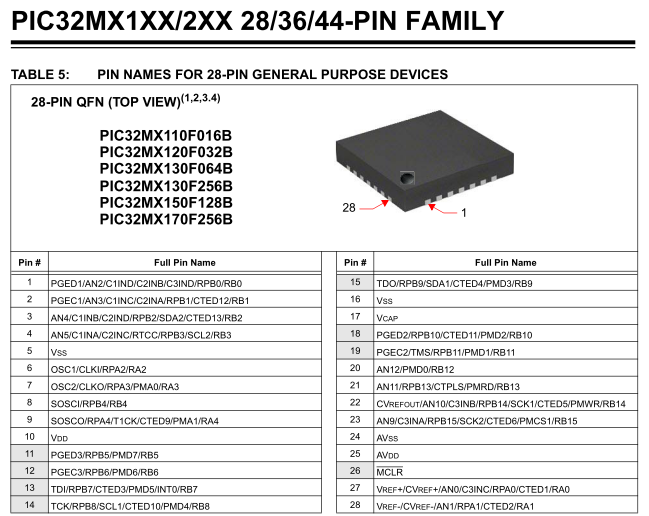 PIC32MX1XX/2XX 28/36/44-PIN FAMILY
TABLE 5: PIN NAMES FOR 28-PIN GENERAL PURPOSE DEVICES
28-PIN QFN (TOP VIEW)(1,2,3.4)
PIC32MX110F016B
PIC32MX120F032B
PIC32MX130F064B
PIC32MX130F256B
PIC32MX150F128B
PIC32MX170F256B
28
1
Pin # Full Pin Name
1 PGED1/AN2/C1IND/C2INB/C3IND/RPB0/RB0
2 PGEC1/AN3/C1INC/C2INA/RPB1/CTED12/RB1
3 AN4/C1INB/C2IND/RPB2/SDA2/CTED13/RB2
4 AN5/C1INA/C2INC/RTCC/RPB3/SCL2/RB3
5 VSS
6 OSC1/CLKI/RPA2/RA2
7 OSC2/CLKO/RPA3/PMA0/RA3
8 SOSCI/RPB4/RB4
9 SOSCO/RPA4/T1CK/CTED9/PMA1/RA4
10 VDD
11 PGED3/RPB5/PMD7/RB5
12 PGEC3/RPB6/PMD6/RB6
13 TDI/RPB7/CTED3/PMD5/INT0/RB7
14 TCK/RPB8/SCL1/CTED10/PMD4/RB8
Pin # Full Pin Name
15 TDO/RPB9/SDA1/CTED4/PMD3/RB9
16 VSS
17 VCAP
18 PGED2/RPB10/CTED11/PMD2/RB10
19 PGEC2/TMS/RPB11/PMD1/RB11
20 AN12/PMD0/RB12
21 AN11/RPB13/CTPLS/PMRD/RB13
22 CVREFOUT/AN10/C3INB/RPB14/SCK1/CTED5/PMWR/RB14
23 AN9/C3INA/RPB15/SCK2/CTED6/PMCS1/RB15
24 AVSS
25 AVDD
26 MCLR
27 VREF+/CVREF+/AN0/C3INC/RPA0/CTED1/RA0
28 VREF-/CVREF-/AN1/RPA1/CTED2/RA1